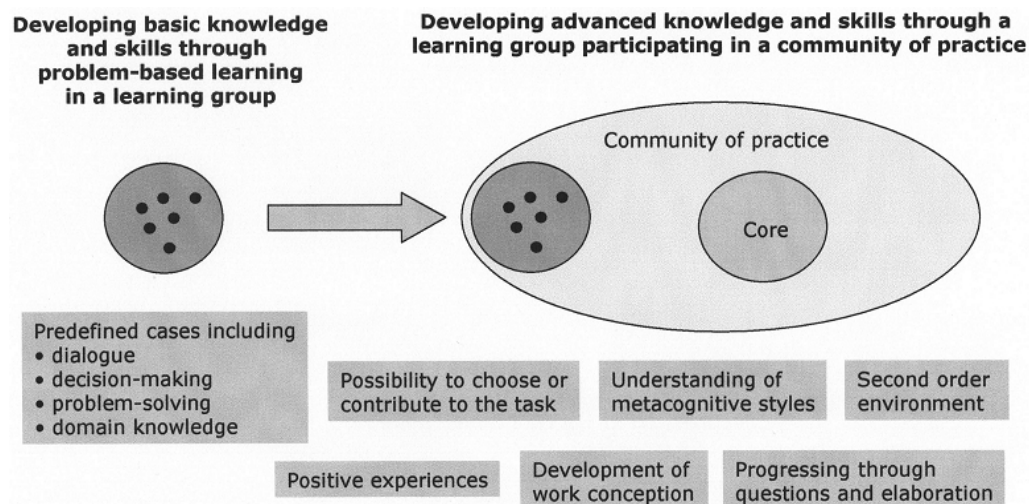 Developing basic knowledge
and skills through
problem-based learning
in a learning group
Developing advanced knowledge and skills through a
learning group participating in a community of practice
Community of practice
Core
Predefined cases including
• dialogue
• decision-making
• problem-solving
• domain knowledge
Possibility to choose or
contribute to the task
Understanding of
metacognitive styles
Second order
environment
Positive experiences
Development of
work conception
Progressing through
questions and elaboration